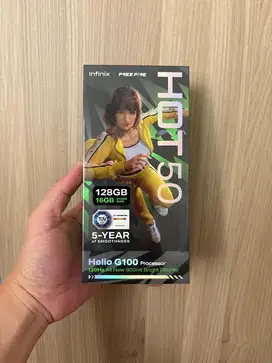 Infinix
FREE FIRE
HOT 50
128GB
16GB
5-YEAR
of SMOOTHNESS
Helio G100 Processor
120Hz All New 800nit Bright Display